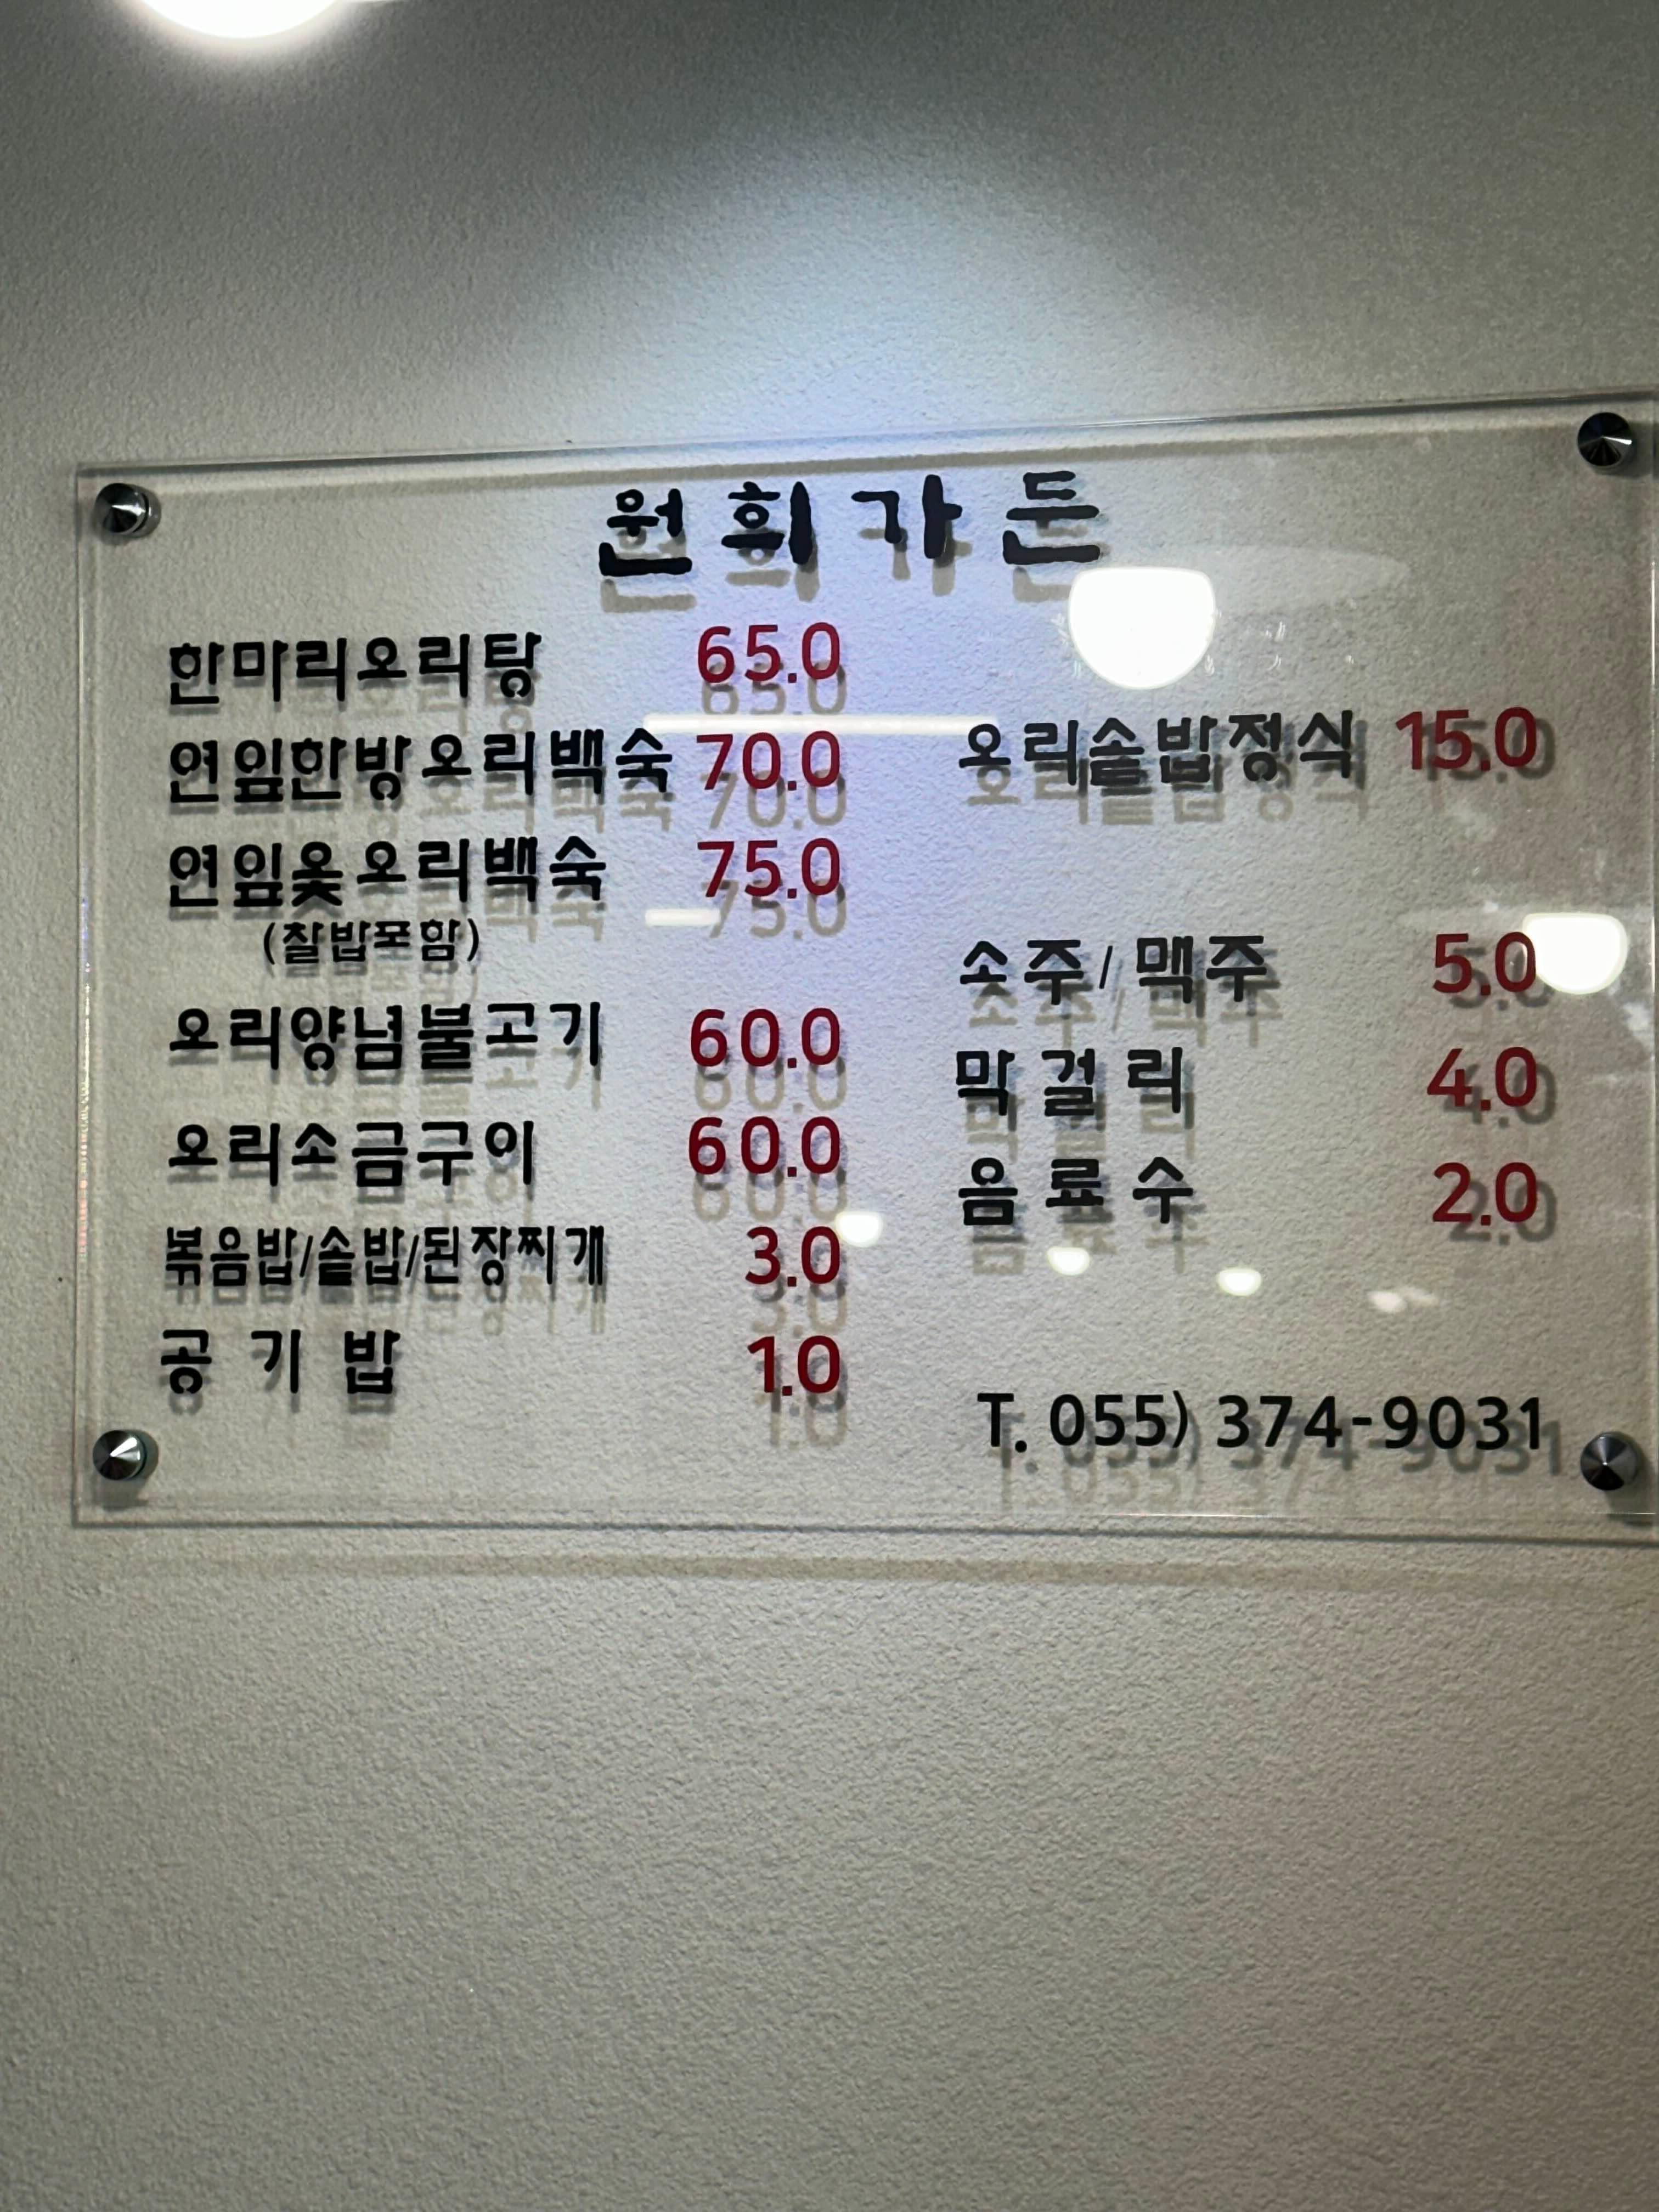 원희가든
한마리오리탕 65.0
연잎한방오리백숙 70.0
연잎옻오리백숙 75.0
(찰밥포함)
오리양념불고기 60.0
오리소금구이 60.0
볶음밥/솥밥/된장찌개 3.0
공기밥 1.0
오리솥밥정식 15.0
소주/맥주 5.0
막걸리 4.0
음료수 2.0
T. 055) 374-9031